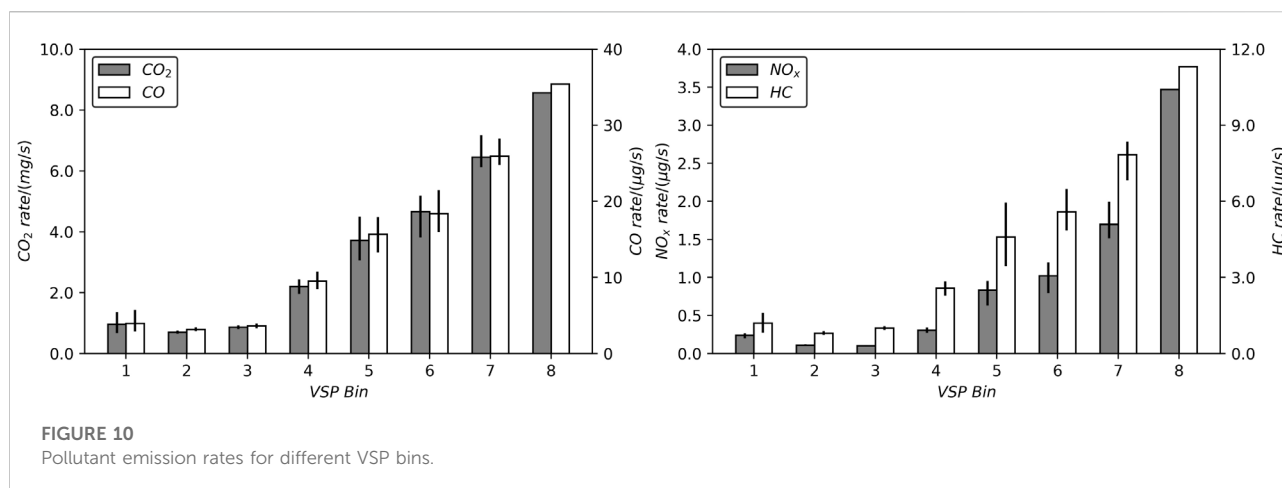 10.0
8.0
6.0
4.0
2.0
0.0
CO2 rate/(mg/s)
CO2
CO
40
30
20
10
0
CO rate/(μg/s)
1 2 3 4 5 6 7 8
VSP Bin
4.0
3.5
3.0
2.5
2.0
1.5
1.0
0.5
0.0
NOx rate/(μg/s)
NOx
HC
12.0
9.0
6.0
3.0
0.0
HC rate/(μg/s)
1 2 3 4 5 6 7 8
VSP Bin
FIGURE 10
Pollutant emission rates for different VSP bins.